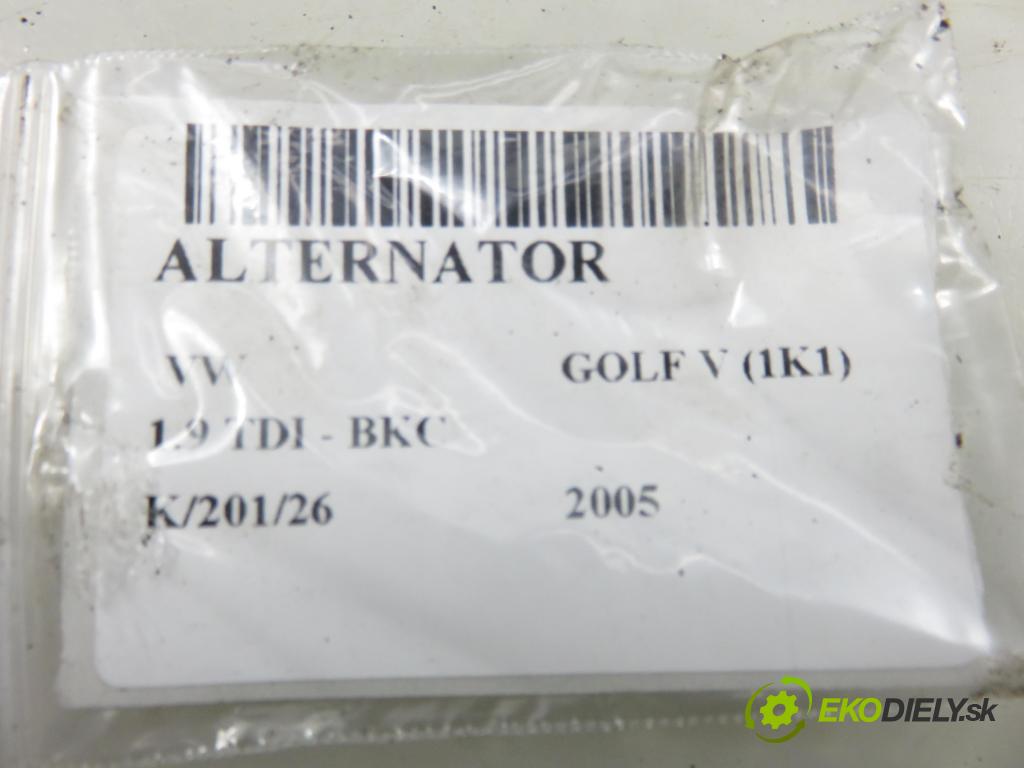 ALTERNATOR
VW GOLF V (1K1)
1.9 TDI - BKC
K/201/26 2005
EKODIELY.sk